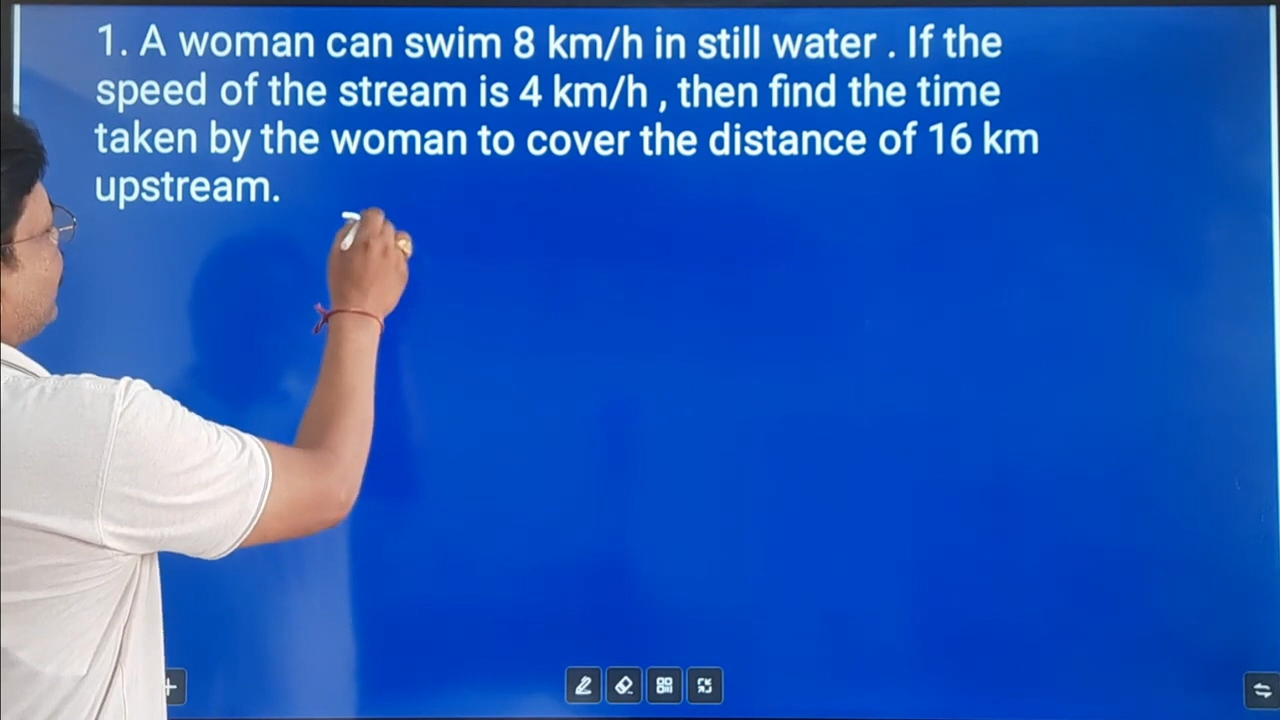 1. A woman can swim 8 km/h in still water . If the
speed of the stream is 4 km/h , then find the time
taken by the woman to cover the distance of 16 km
upstream.